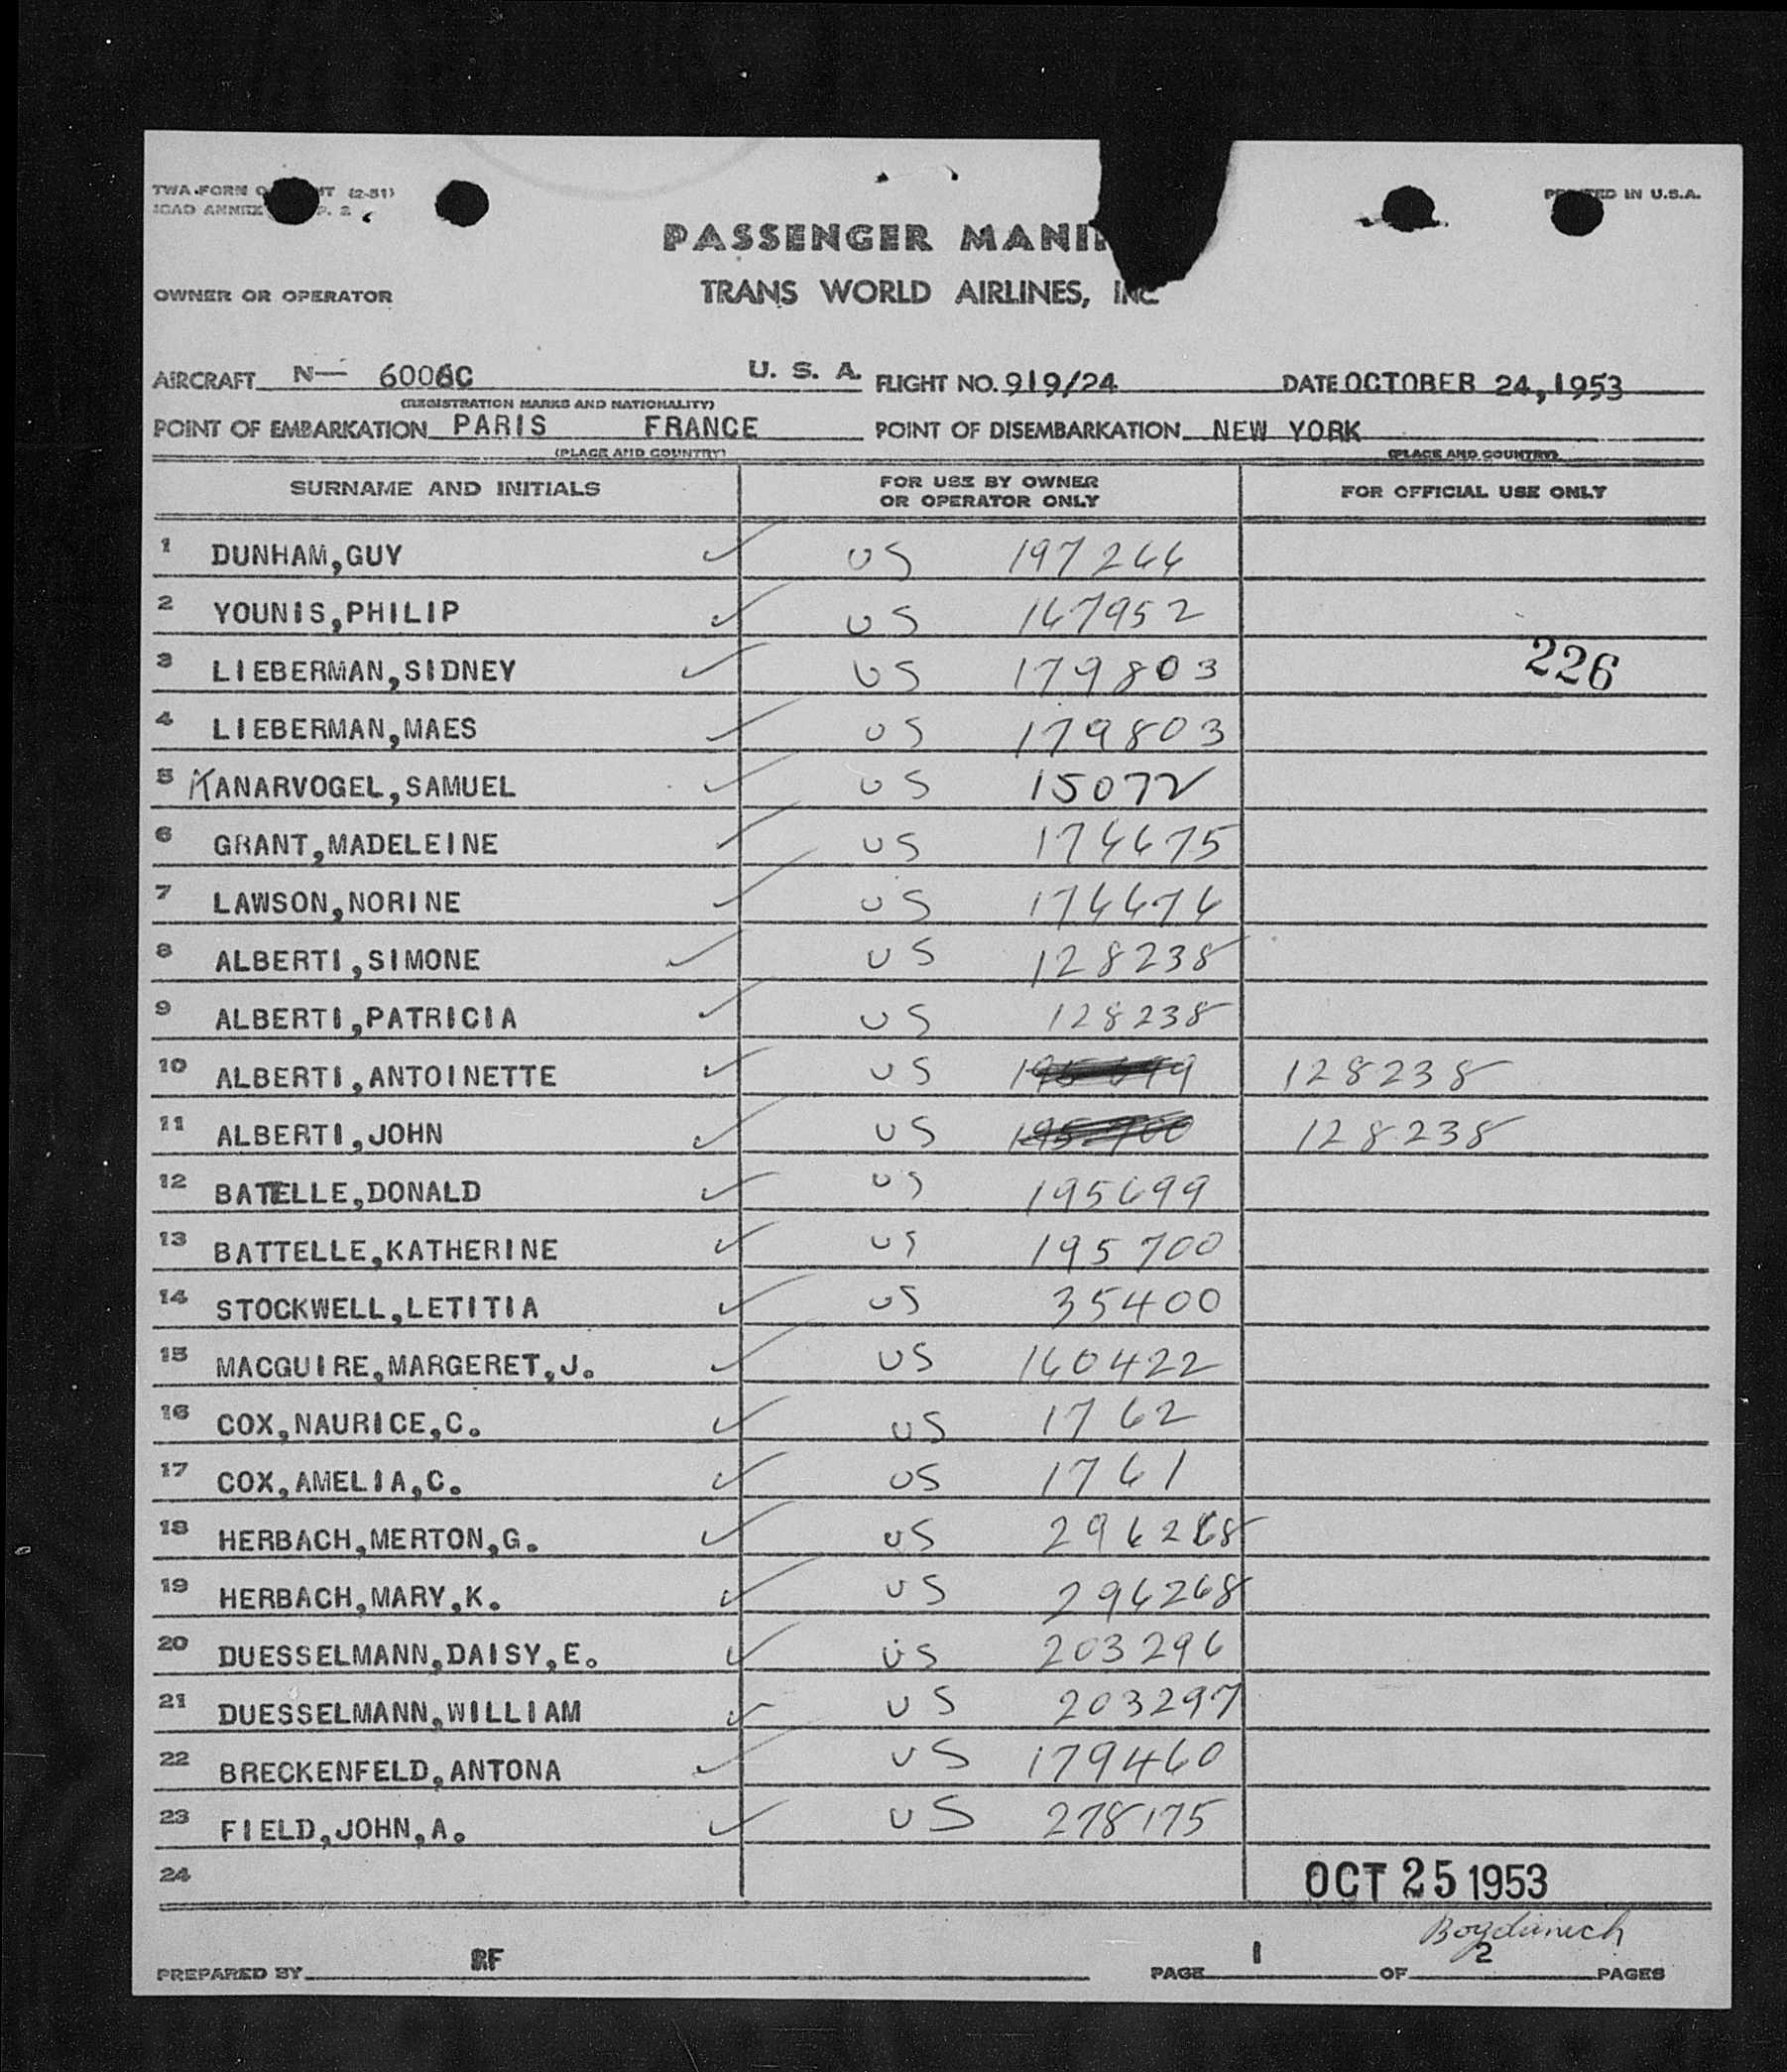 TWA FORM
(2-51)
ICAO ANNEX
P. 2
PRINTED IN U.S.A.
PASSENGER MANI
TRANS WORLD AIRLINES, INC
OWNER OR OPERATOR
AIRCRAFT N— 6006C U. S. A. FLIGHT NO. 919/24 DATE OCTOBER 24, 1953
(REGISTRATION MARKS AND NATIONALITY)
POINT OF EMBARKATION PARIS FRANCE POINT OF DISEMBARKATION NEW YORK
(PLACE AND COUNTRY) (PLACE AND COUNTRY)
SURNAME AND INITIALS FOR USE BY OWNER OR OPERATOR ONLY FOR OFFICIAL USE ONLY
1 DUNHAM,GUY ✓ US 197266
2 YOUNIS,PHILIP ✓ US 167952
3 LIEBERMAN,SIDNEY ✓ US 179803 226
4 LIEBERMAN,MAES ✓ US 179803
5 KANARVOGEL,SAMUEL ✓ US 15072
6 GRANT,MADELEINE ✓ US 176675
7 LAWSON,NORINE ✓ US 176676
8 ALBERTI,SIMONE ✓ US 128238
9 ALBERTI,PATRICIA ✓ US 128238
10 ALBERTI,ANTOINETTE ✓ US 195699 128238
11 ALBERTI,JOHN ✓ US 195700 128238
12 BATELLE,DONALD ✓ US 195699
13 BATTELLE,KATHERINE ✓ US 195700
14 STOCKWELL,LETITIA ✓ US 35400
15 MACGUIRE,MARGERET,J. ✓ US 160422
16 COX,NAURICE,C. ✓ US 1762
17 COX,AMELIA,C. ✓ US 1761
18 HERBACH,MERTON,G. ✓ US 296268
19 HERBACH,MARY,K. ✓ US 296268
20 DUESSELMANN,DAISY,E. ✓ US 203296
21 DUESSELMANN,WILLIAM ✓ US 203297
22 BRECKENFELD,ANTONA ✓ US 179460
23 FIELD,JOHN,A. ✓ US 278175
24
OCT 25 1953
PREPARED BY RF PAGE 1 OF 2 PAGES